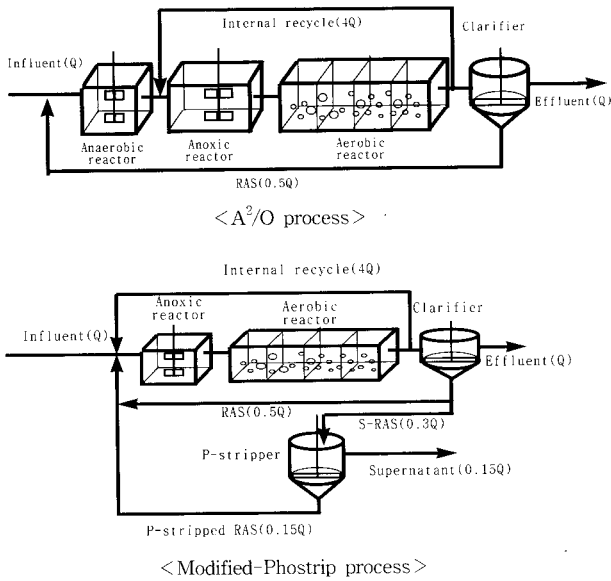 Internal recycle(4Q)
Clarifier
Influent(Q)
Effluent(Q)
Anaerobic
reactor
Anoxic
reactor
Aerobic
reactor
RAS(0.5Q)
<A²/O process>
Internal recycle(4Q)
Anoxic
reactor
Aerobic
reactor
Clarifier
Influent(Q)
Effluent(Q)
RAS(0.5Q)
S-RAS(0.3Q)
P-stripper
Supernatant(0.15Q)
P-stripped RAS(0.15Q)
<Modified-Phostrip process>